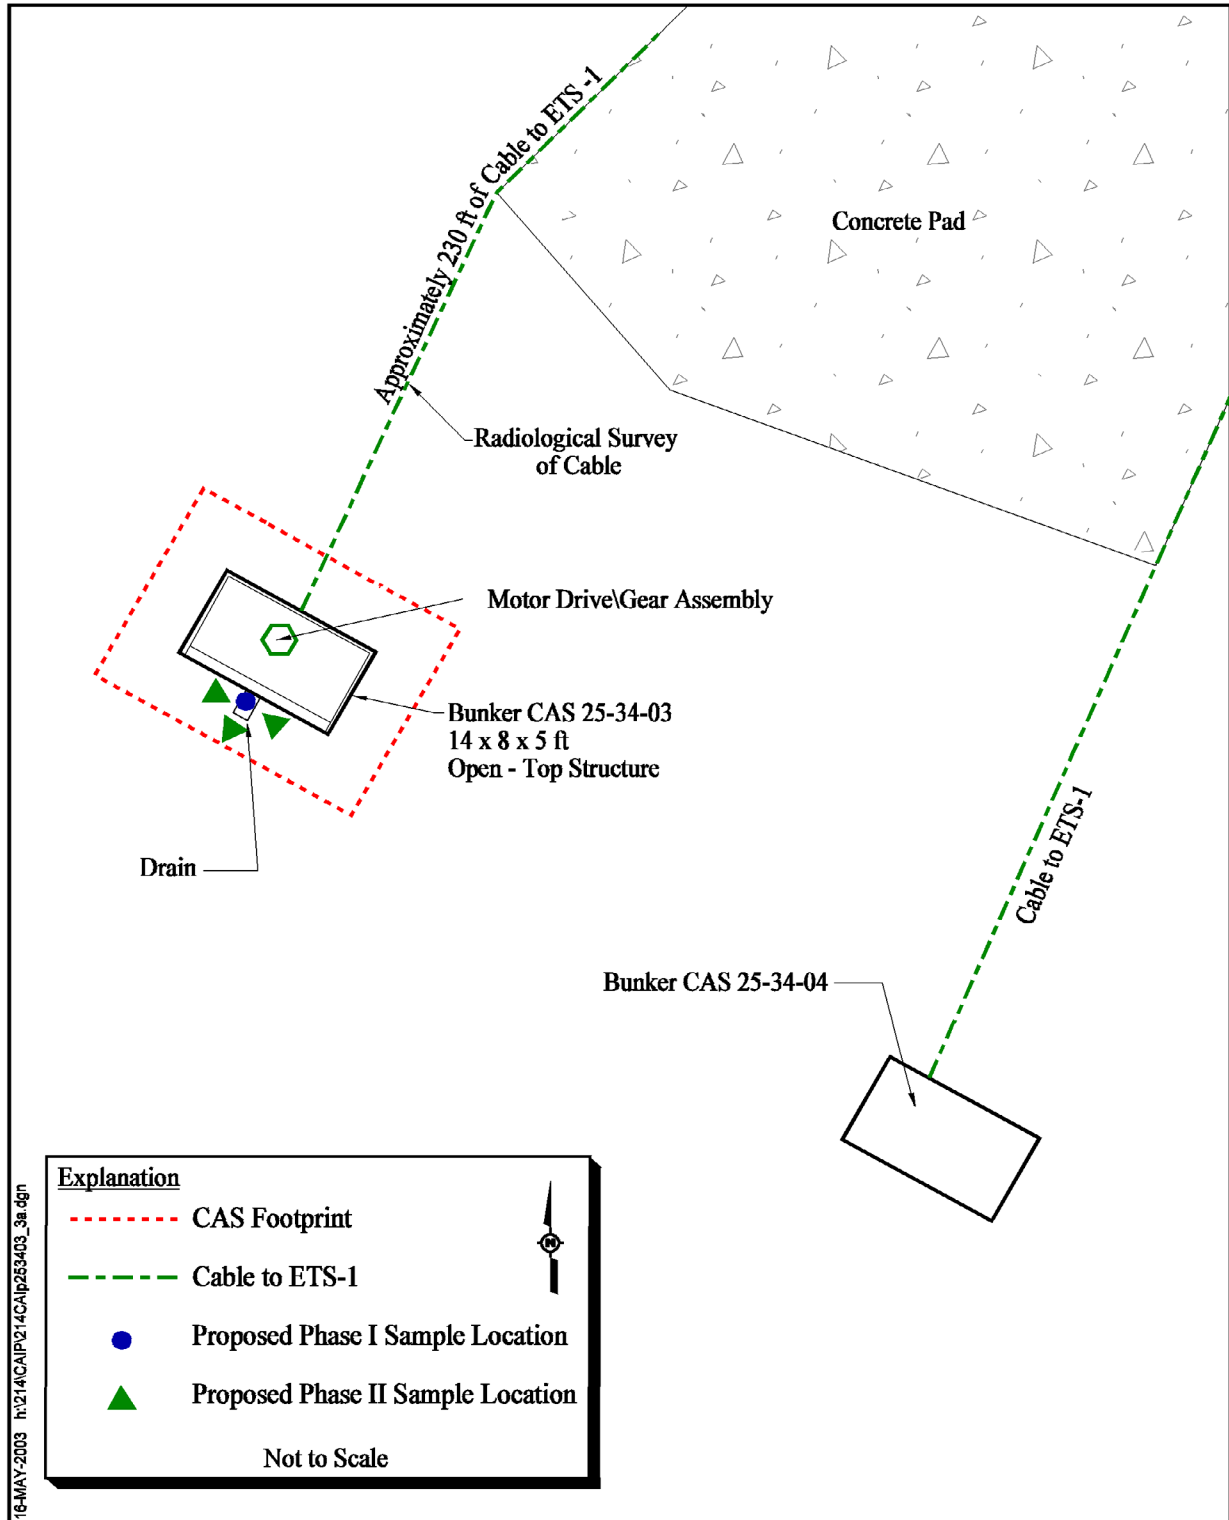 Approximately 230 ft of Cable to ETS -1
Concrete Pad
Radiological Survey
of Cable
Motor Drive\Gear Assembly
Bunker CAS 25-34-03
14 x 8 x 5 ft
Open - Top Structure
Drain
Cable to ETS-1
Bunker CAS 25-34-04
Explanation
CAS Footprint
N
Cable to ETS-1
Proposed Phase I Sample Location
Proposed Phase II Sample Location
Not to Scale
16-MAY-2003 h:\214\CAIP\214CAIp253403_3a.dgn